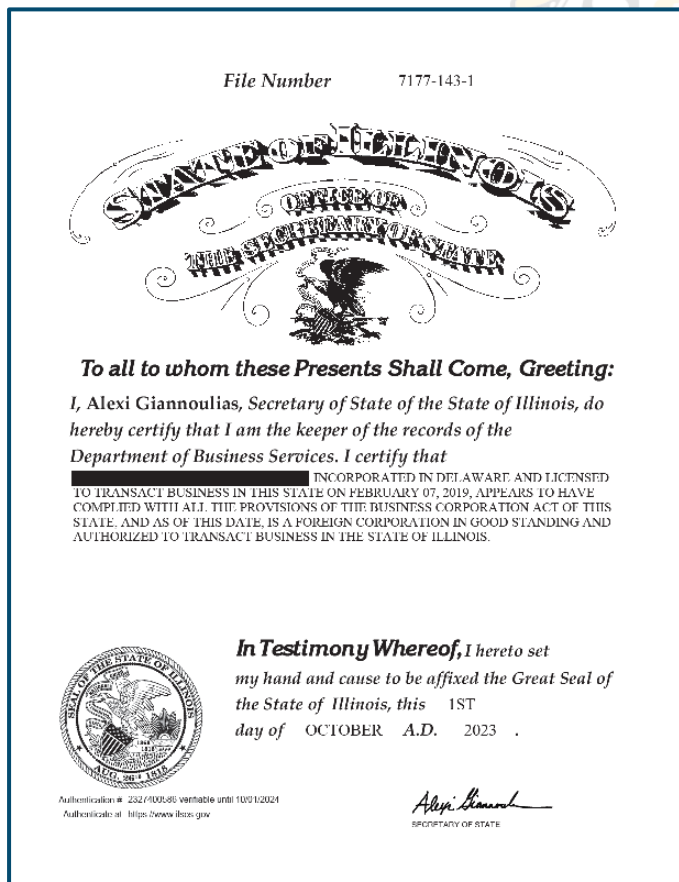 File Number 7177-143-1
STATE OF ILLINOIS
OFFICE OF
THE SECRETARY OF STATE
To all to whom these Presents Shall Come, Greeting:
I, Alexi Giannoulias, Secretary of State of the State of Illinois, do
hereby certify that I am the keeper of the records of the
Department of Business Services. I certify that
INCORPORATED IN DELAWARE AND LICENSED
TO TRANSACT BUSINESS IN THIS STATE ON FEBRUARY 07, 2019, APPEARS TO HAVE
COMPLIED WITH ALL THE PROVISIONS OF THE BUSINESS CORPORATION ACT OF THIS
STATE, AND AS OF THIS DATE, IS A FOREIGN CORPORATION IN GOOD STANDING AND
AUTHORIZED TO TRANSACT BUSINESS IN THE STATE OF ILLINOIS.
In Testimony Whereof, I hereto set
my hand and cause to be affixed the Great Seal of
the State of Illinois, this 1ST
day of OCTOBER A.D. 2023 .
SEAL OF THE STATE OF ILLINOIS
1868
1818
AUG. 26TH 1818
Authentication #: 2327400586 verifiable until 10/01/2024
Authenticate at: https://www.ilsos.gov
Alexi Giannoulias
SECRETARY OF STATE